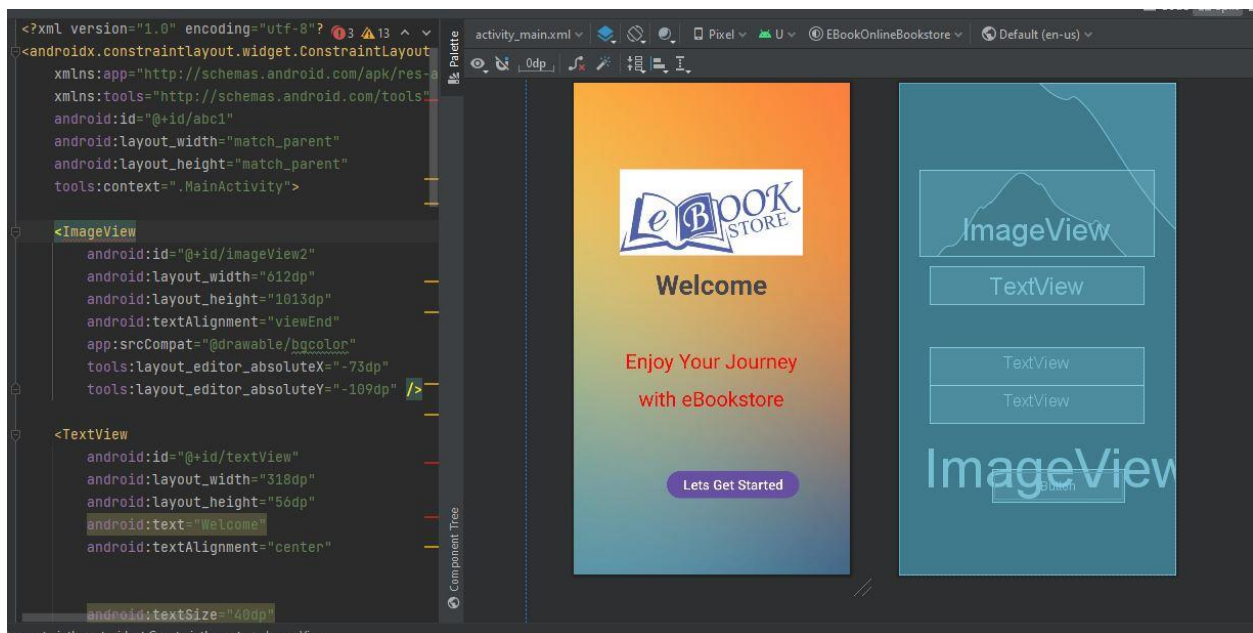 <?xml version="1.0" encoding="utf-8"? 3 13
<androidx.constraintlayout.widget.ConstraintLayout
xmlns:app="http://schemas.android.com/apk/res-a
xmlns:tools="http://schemas.android.com/tools"
android:id="@+id/abc1"
android:layout_width="match_parent"
android:layout_height="match_parent"
tools:context=".MainActivity">
<ImageView
android:id="@+id/imageView2"
android:layout_width="612dp"
android:layout_height="1013dp"
android:textAlignment="viewEnd"
app:srcCompat="@drawable/bgcolor"
tools:layout_editor_absoluteX="-73dp"
tools:layout_editor_absoluteY="-109dp" />
<TextView
android:id="@+id/textView"
android:layout_width="318dp"
android:layout_height="56dp"
android:text="Welcome"
android:textAlignment="center"
android:textSize="40dp"
Palette
Component Tree
activity_main.xml Pixel U EBookOnlineBookstore Default (en-us)
0dp
eBOOK
STORE
Welcome
Enjoy Your Journey
with eBookstore
Lets Get Started
ImageView
TextView
TextView
TextView
ImageView
Button